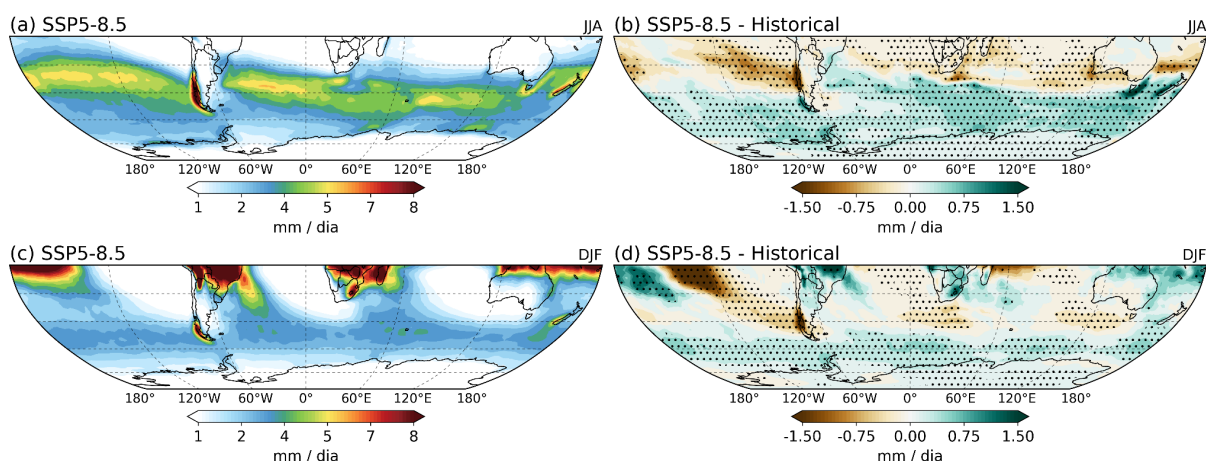 (a) SSP5-8.5 JJA
180° 120°W 60°W 0° 60°E 120°E 180°
1 2 4 5 7 8
mm / dia
(b) SSP5-8.5 - Historical JJA
180° 120°W 60°W 0° 60°E 120°E 180°
-1.50 -0.75 0.00 0.75 1.50
mm / dia
(c) SSP5-8.5 DJF
180° 120°W 60°W 0° 60°E 120°E 180°
1 2 4 5 7 8
mm / dia
(d) SSP5-8.5 - Historical DJF
180° 120°W 60°W 0° 60°E 120°E 180°
-1.50 -0.75 0.00 0.75 1.50
mm / dia